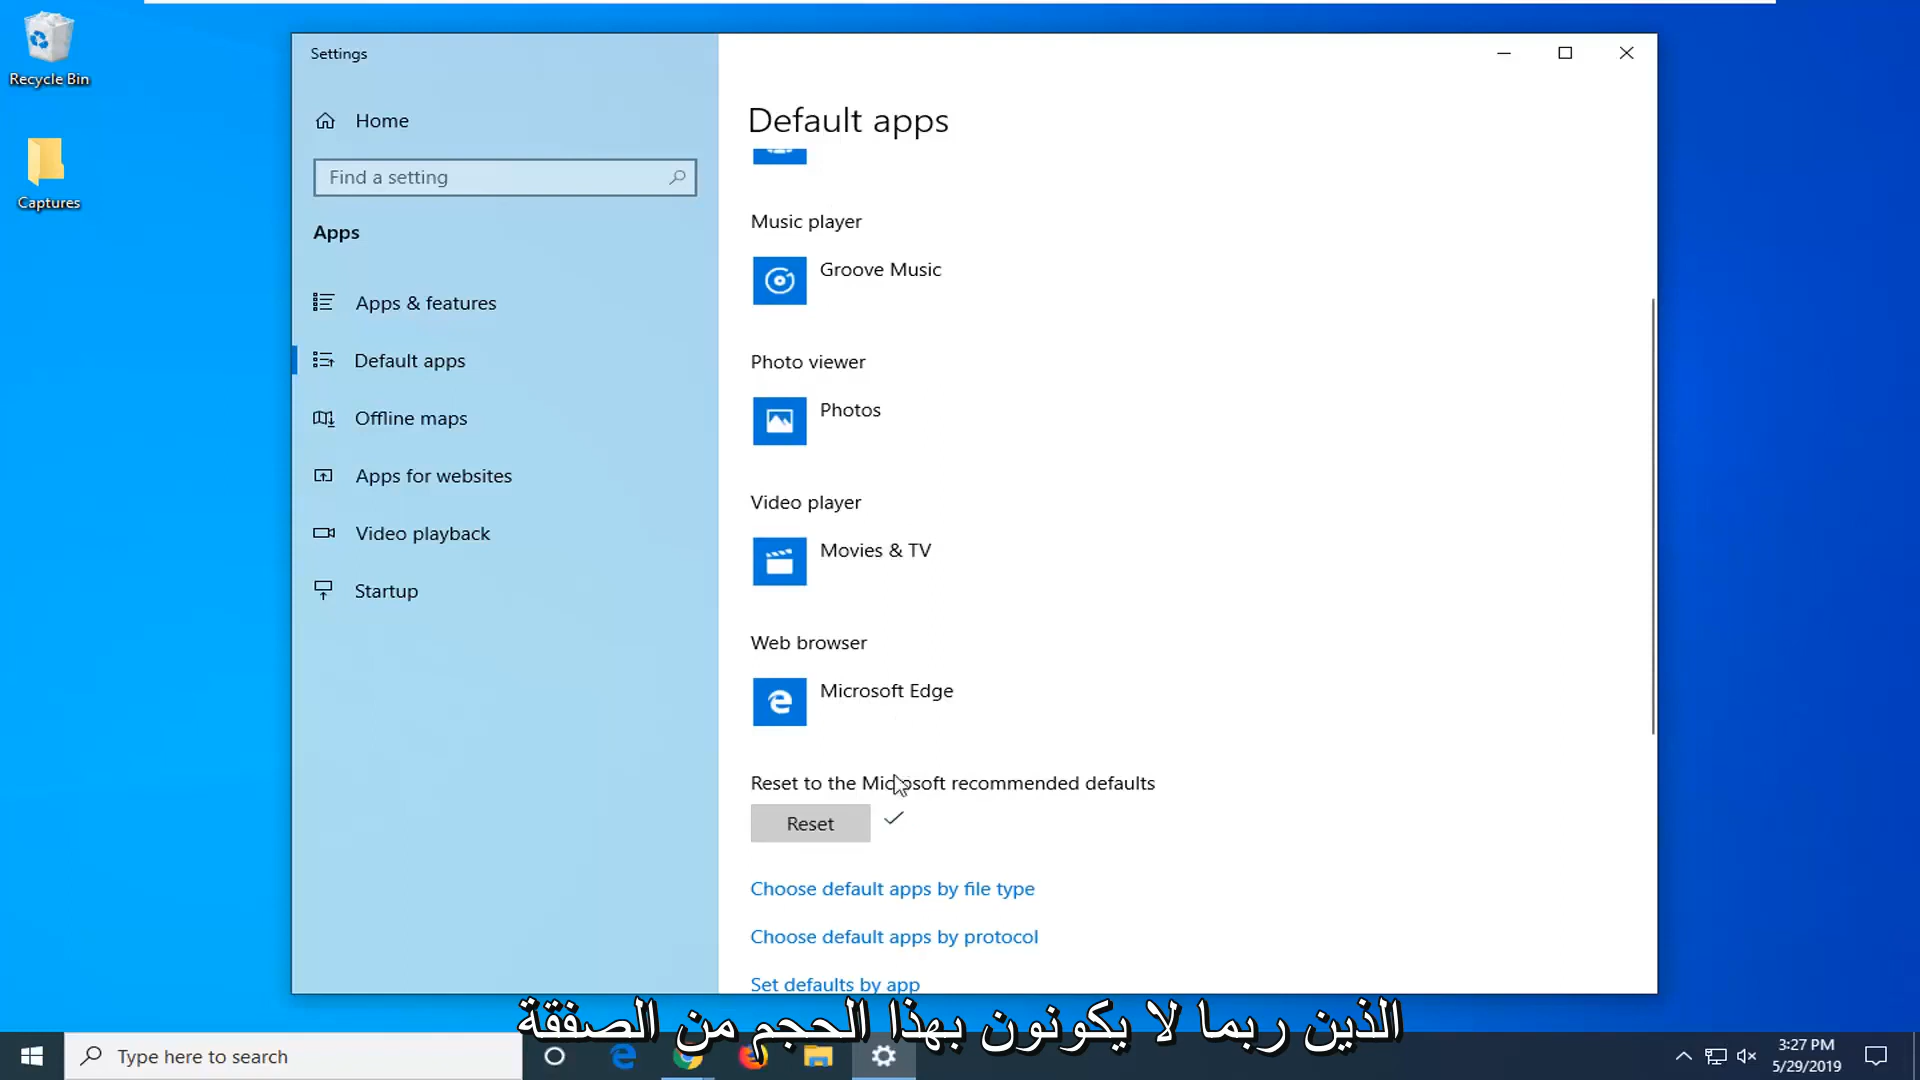 Recycle Bin
Captures
Settings
Home
Find a setting
Apps
Apps & features
Default apps
Offline maps
Apps for websites
Video playback
Startup
Default apps
Music player
Groove Music
Photo viewer
Photos
Video player
Movies & TV
Web browser
Microsoft Edge
Reset to the Microsoft recommended defaults
Reset
Choose default apps by file type
Choose default apps by protocol
Set defaults by app
الذين ربما لا يكونون بهذا الحجم من الصفقة
Type here to search
3:27 PM
5/29/2019